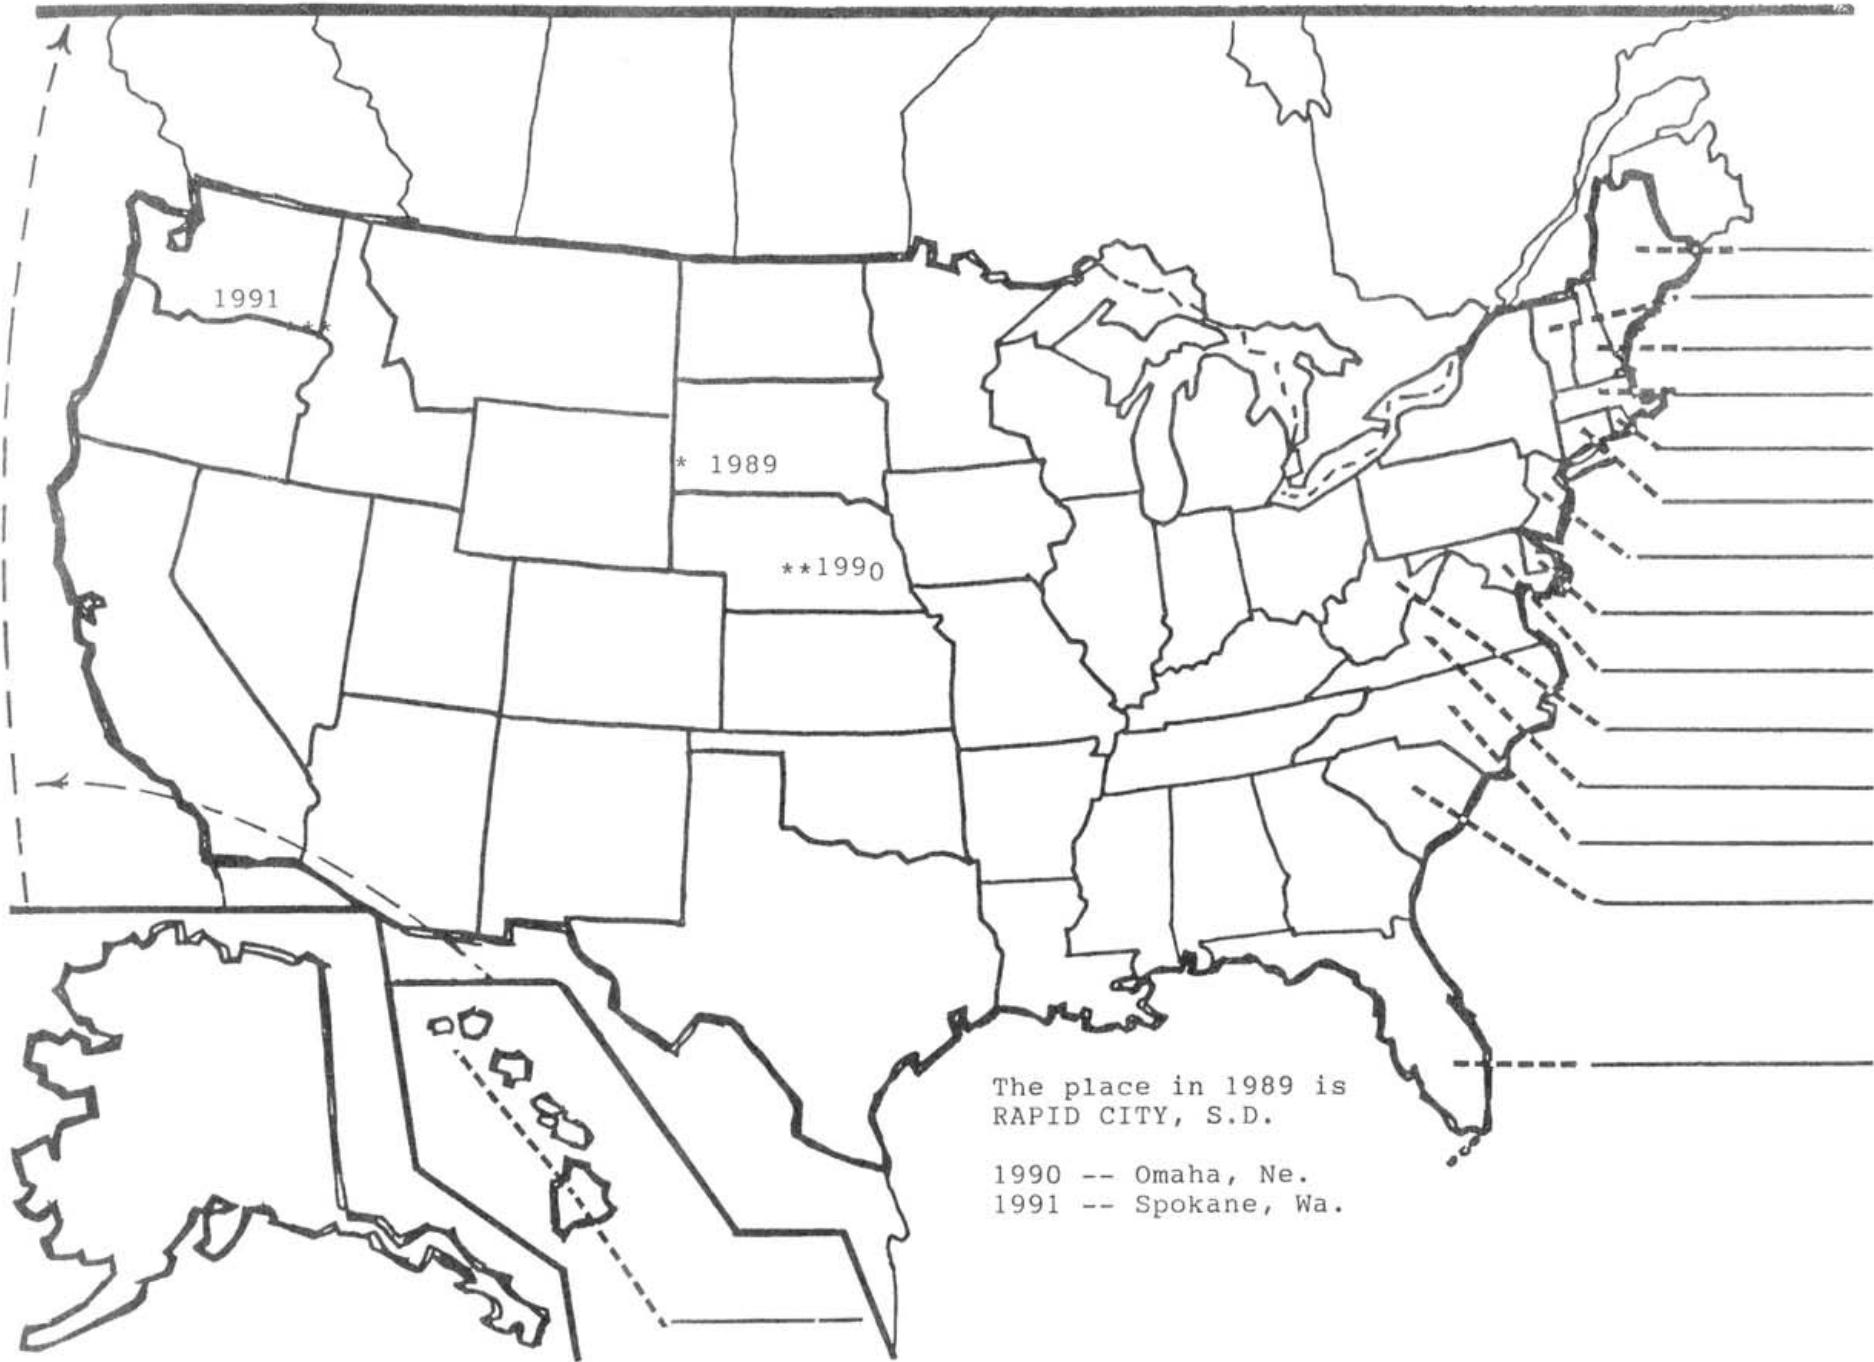 1991
***
* 1989
**1990
The place in 1989 is
RAPID CITY, S.D.
1990 -- Omaha, Ne.
1991 -- Spokane, Wa.